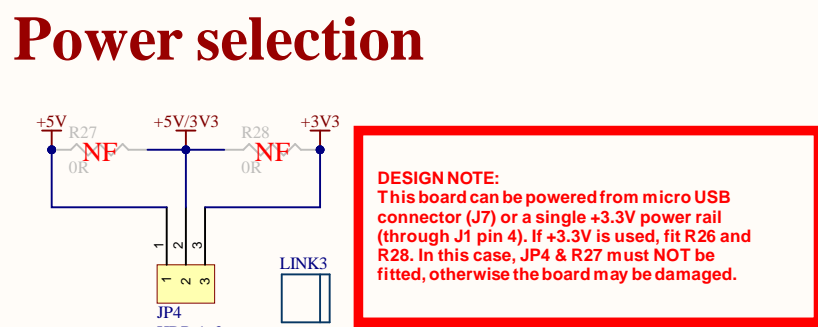 Power selection
+5V
+5V/3V3
+3V3
R27
R28
NF
NF
0R
0R
DESIGN NOTE:
This board can be powered from micro USB
connector (J7) or a single +3.3V power rail
(through J1 pin 4). If +3.3V is used, fit R26 and
R28. In this case, JP4 & R27 must NOT be
fitted, otherwise the board may be damaged.
1
2
3
LINK3
1
2
3
JP4